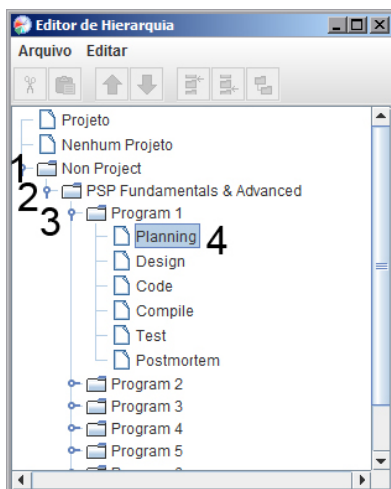 Editor de Hierarquia
Arquivo Editar
Projeto
Nenhum Projeto
1 Non Project
2 PSP Fundamentals & Advanced
3 Program 1
Planning 4
Design
Code
Compile
Test
Postmortem
Program 2
Program 3
Program 4
Program 5